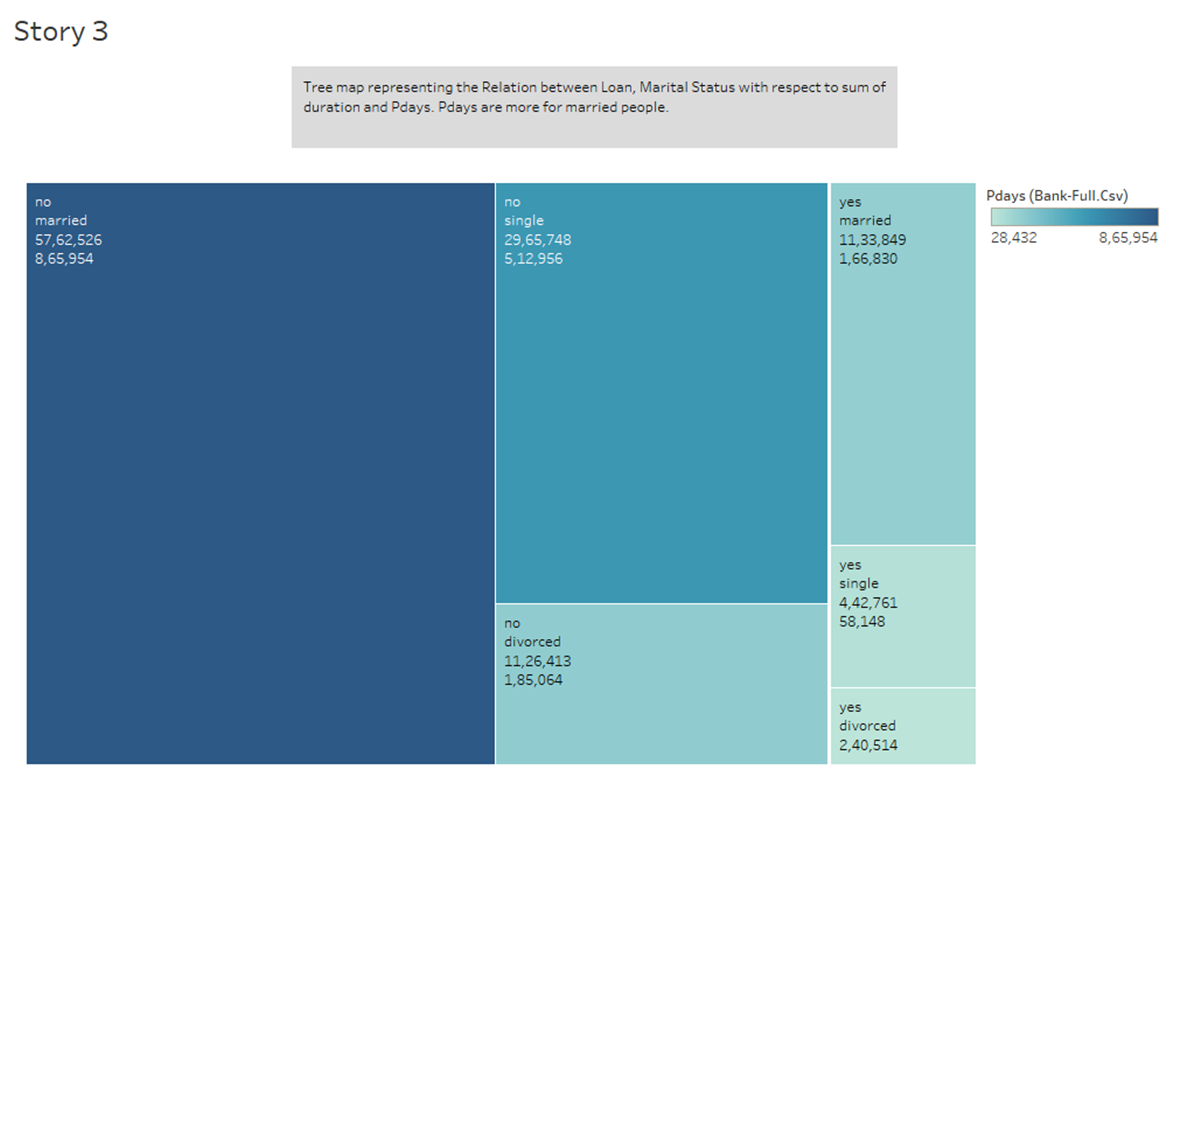 Story 3
Tree map representing the Relation between Loan, Marital Status with respect to sum of
duration and Pdays. Pdays are more for married people.
no
married
57,62,526
8,65,954
no
single
29,65,748
5,12,956
no
divorced
11,26,413
1,85,064
yes
married
11,33,849
1,66,830
yes
single
4,42,761
58,148
yes
divorced
2,40,514
Pdays (Bank-Full.Csv)
28,432 8,65,954